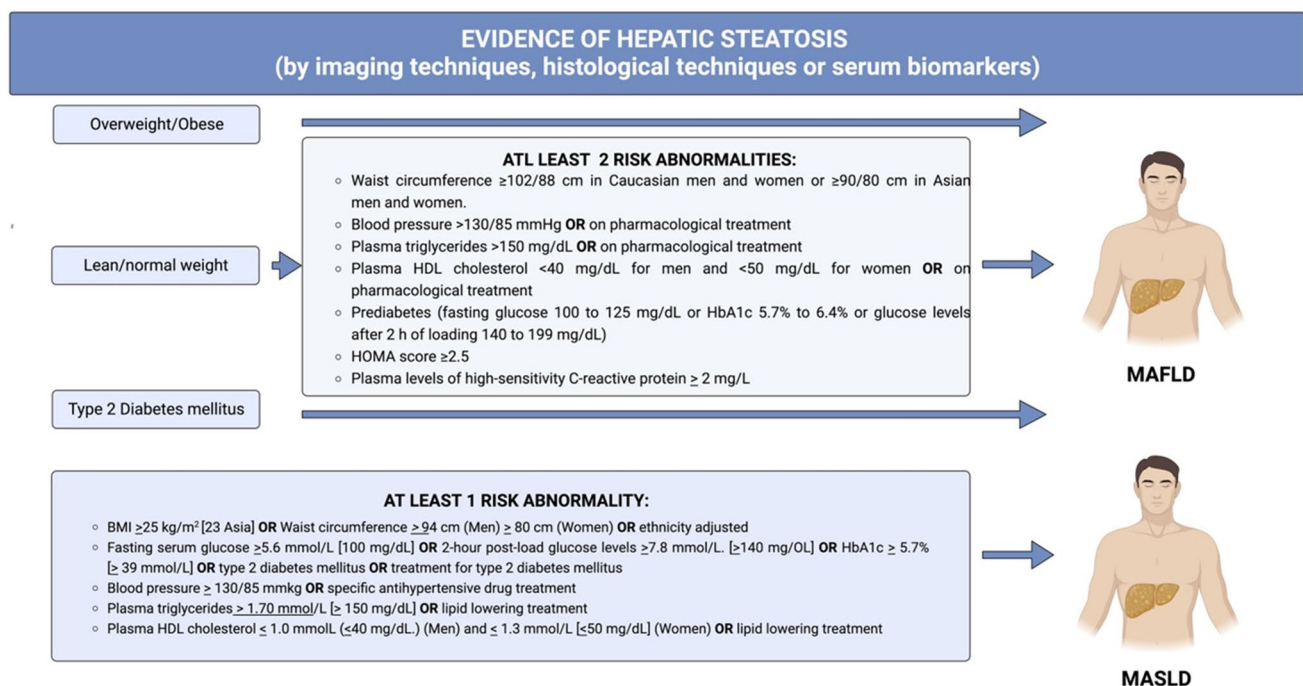 EVIDENCE OF HEPATIC STEATOSIS
(by imaging techniques, histological techniques or serum biomarkers)
Overweight/Obese
ATL LEAST 2 RISK ABNORMALITIES:
○ Waist circumference ≥102/88 cm in Caucasian men and women or ≥90/80 cm in Asian
men and women.
○ Blood pressure >130/85 mmHg OR on pharmacological treatment
○ Plasma triglycerides >150 mg/dL OR on pharmacological treatment
○ Plasma HDL cholesterol <40 mg/dL for men and <50 mg/dL for women OR on
pharmacological treatment
○ Prediabetes (fasting glucose 100 to 125 mg/dL or HbA1c 5.7% to 6.4% or glucose levels
after 2 h of loading 140 to 199 mg/dL)
○ HOMA score ≥2.5
○ Plasma levels of high-sensitivity C-reactive protein ≥ 2 mg/L
Lean/normal weight
MAFLD
Type 2 Diabetes mellitus
AT LEAST 1 RISK ABNORMALITY:
○ BMI ≥25 kg/m² [23 Asia] OR Waist circumference ≥ 94 cm (Men) ≥ 80 cm (Women) OR ethnicity adjusted
○ Fasting serum glucose ≥5.6 mmol/L [100 mg/dL] OR 2-hour post-load glucose levels ≥7.8 mmol/L. [≥140 mg/OL] OR HbA1c ≥ 5.7%
[≥ 39 mmol/L] OR type 2 diabetes mellitus OR treatment for type 2 diabetes mellitus
○ Blood pressure ≥ 130/85 mmkg OR specific antihypertensive drug treatment
○ Plasma triglycerides ≥ 1.70 mmol/L [≥ 150 mg/dL] OR lipid lowering treatment
○ Plasma HDL cholesterol ≤ 1.0 mmolL (≤40 mg/dL.) (Men) and ≤ 1.3 mmol/L [≤50 mg/dL] (Women) OR lipid lowering treatment
MASLD